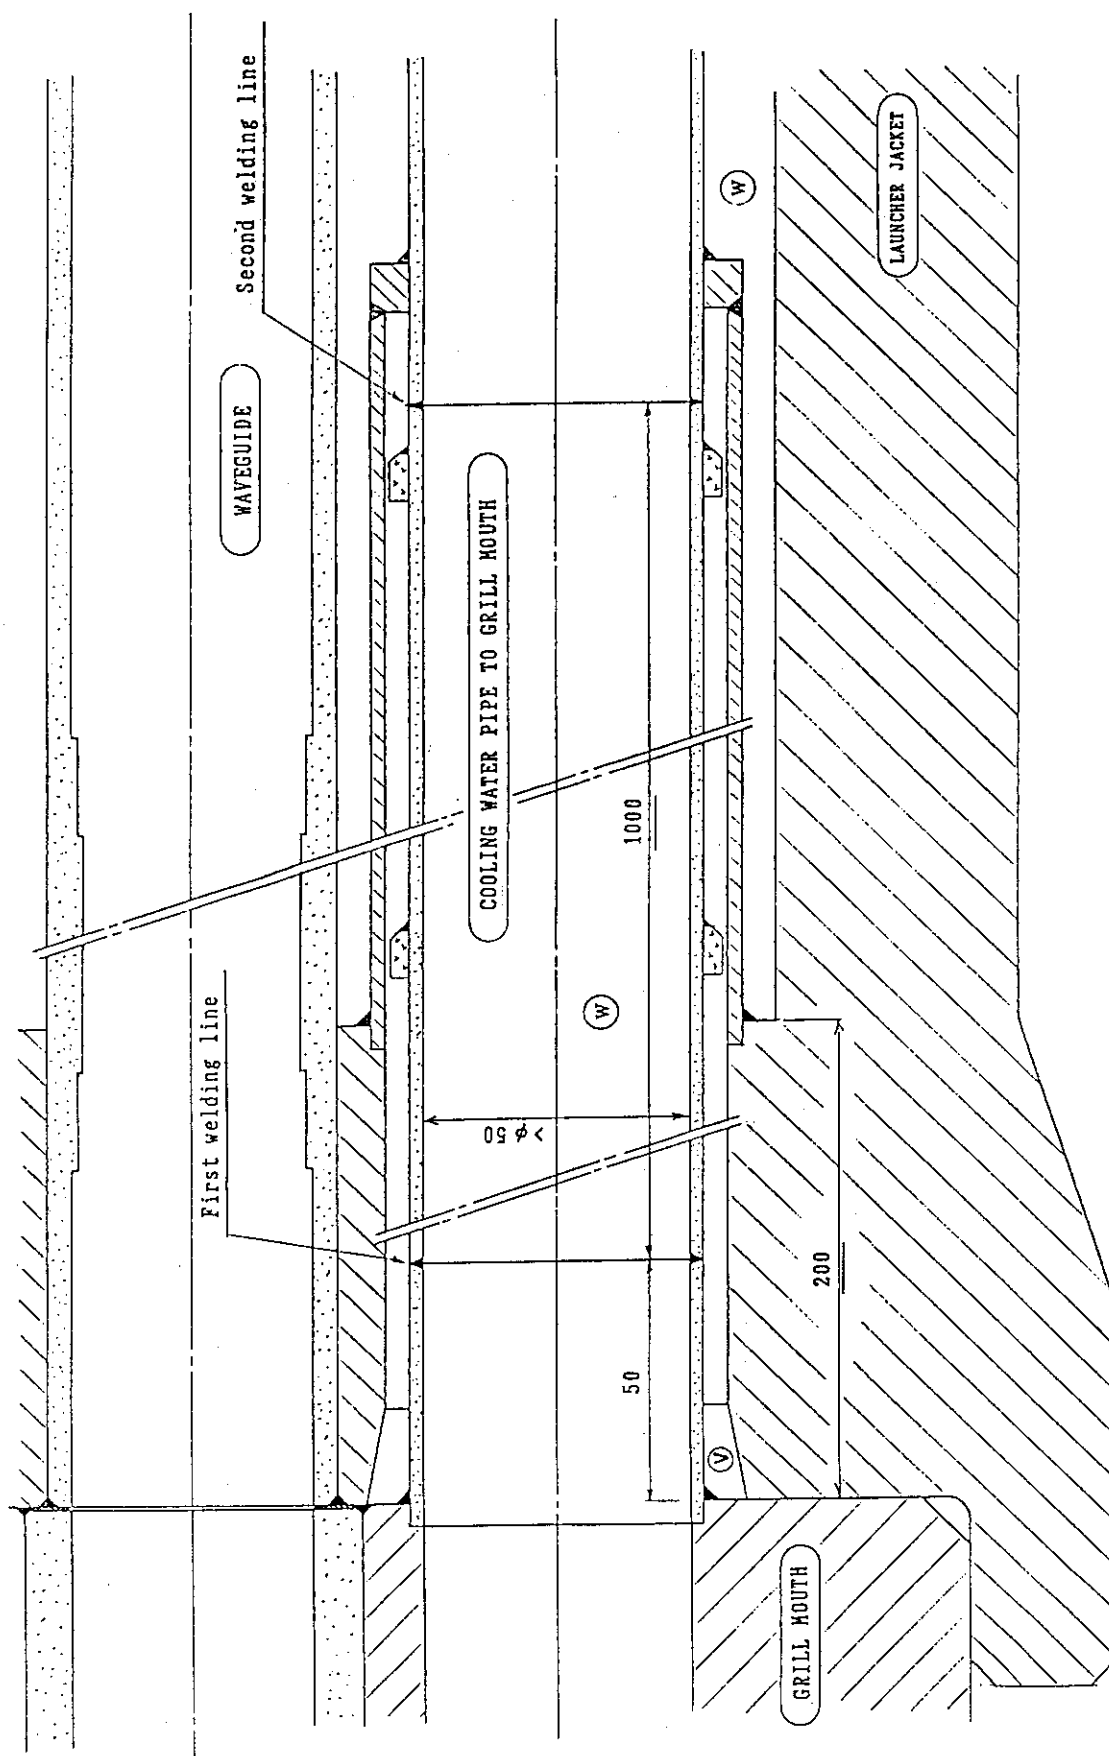 Second welding line
WAVEGUIDE
First welding line
COOLING WATER PIPE TO GRILL MOUTH
W
W
LAUNCHER JACKET
1000
>φ50
50
200
V
GRILL MOUTH